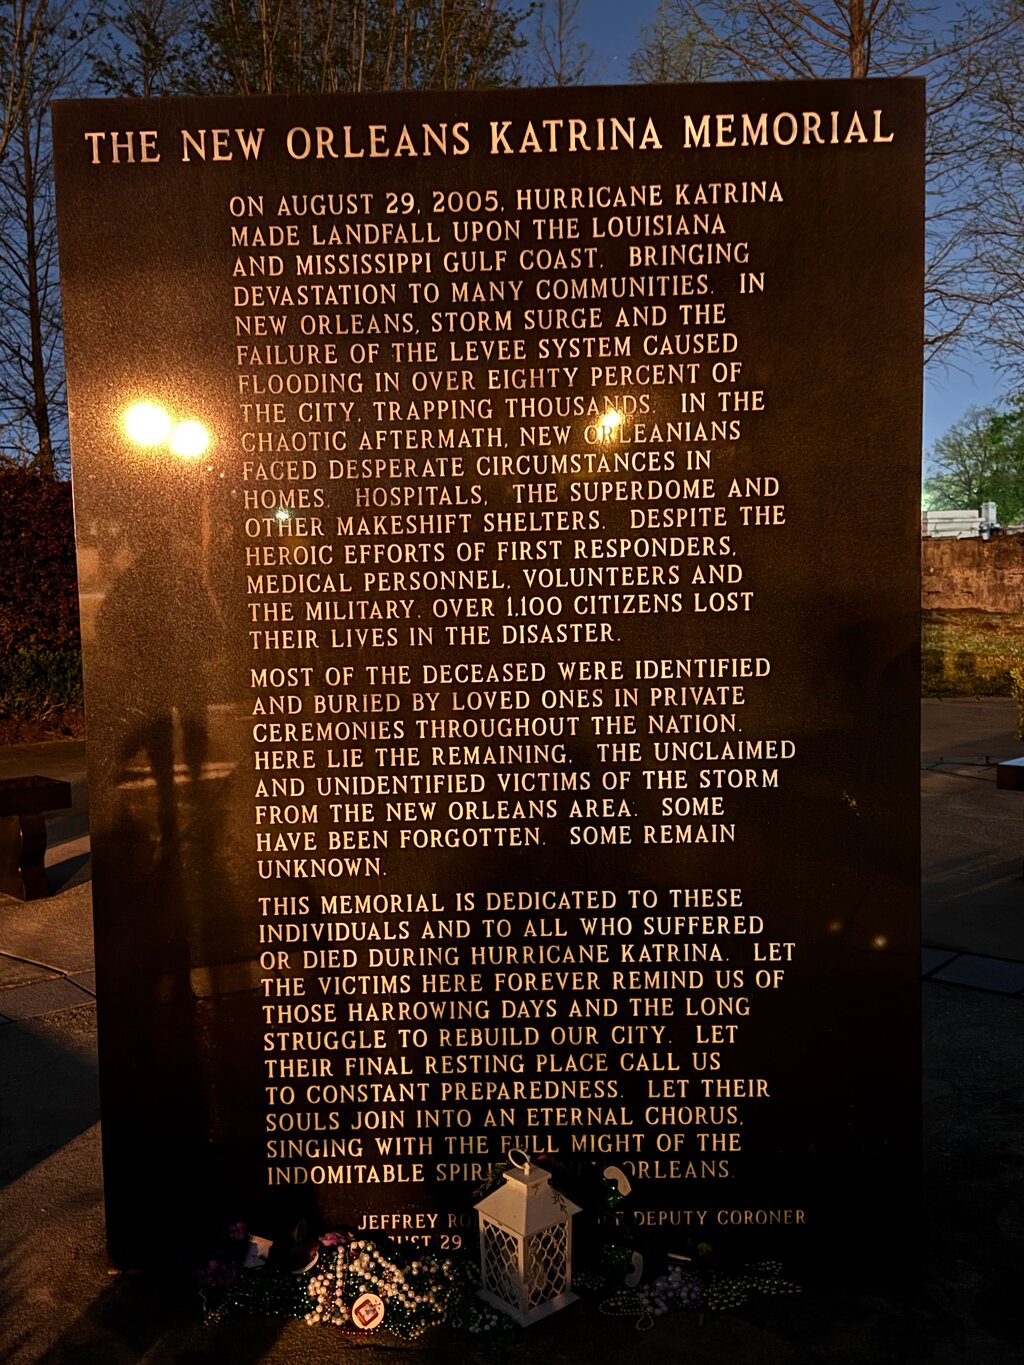 THE NEW ORLEANS KATRINA MEMORIAL
ON AUGUST 29, 2005, HURRICANE KATRINA
MADE LANDFALL UPON THE LOUISIANA
AND MISSISSIPPI GULF COAST, BRINGING
DEVASTATION TO MANY COMMUNITIES. IN
NEW ORLEANS, STORM SURGE AND THE
FAILURE OF THE LEVEE SYSTEM CAUSED
FLOODING IN OVER EIGHTY PERCENT OF
THE CITY, TRAPPING THOUSANDS. IN THE
CHAOTIC AFTERMATH, NEW ORLEANIANS
FACED DESPERATE CIRCUMSTANCES IN
HOMES, HOSPITALS, THE SUPERDOME AND
OTHER MAKESHIFT SHELTERS. DESPITE THE
HEROIC EFFORTS OF FIRST RESPONDERS,
MEDICAL PERSONNEL, VOLUNTEERS AND
THE MILITARY, OVER 1,100 CITIZENS LOST
THEIR LIVES IN THE DISASTER.
MOST OF THE DECEASED WERE IDENTIFIED
AND BURIED BY LOVED ONES IN PRIVATE
CEREMONIES THROUGHOUT THE NATION.
HERE LIE THE REMAINING, THE UNCLAIMED
AND UNIDENTIFIED VICTIMS OF THE STORM
FROM THE NEW ORLEANS AREA. SOME
HAVE BEEN FORGOTTEN. SOME REMAIN
UNKNOWN.
THIS MEMORIAL IS DEDICATED TO THESE
INDIVIDUALS AND TO ALL WHO SUFFERED
OR DIED DURING HURRICANE KATRINA. LET
THE VICTIMS HERE FOREVER REMIND US OF
THOSE HARROWING DAYS AND THE LONG
STRUGGLE TO REBUILD OUR CITY. LET
THEIR FINAL RESTING PLACE CALL US
TO CONSTANT PREPAREDNESS. LET THEIR
SOULS JOIN INTO AN ETERNAL CHORUS,
SINGING WITH THE FULL MIGHT OF THE
INDOMITABLE ORLEANS.
JEFFREY DEPUTY CORONER
29